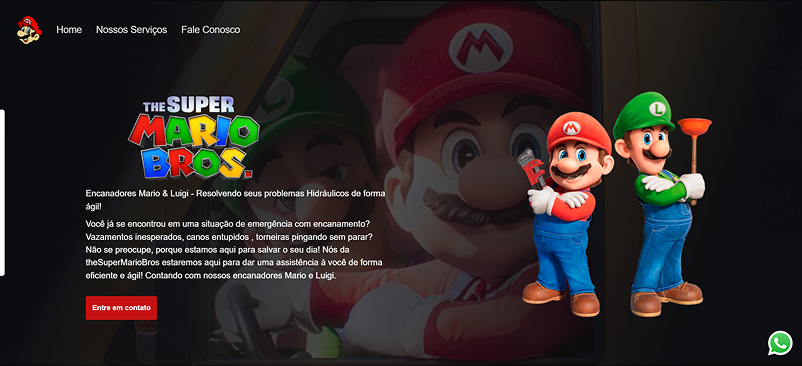 Home Nossos Serviços Fale Conosco
THE SUPER
MARIO
BROS.
Encanadores Mario & Luigi - Resolvendo seus problemas Hidráulicos de forma
ágil!
Você já se encontrou em uma situação de emergência com encanamento?
Vazamentos inesperados, canos entupidos , torneiras pingando sem parar?
Não se preocupe, porque estamos aqui para salvar o seu dia! Nós da
theSuperMarioBros estaremos aqui para dar uma assistência à você de forma
eficiente e ágil! Contando com nossos encanadores Mario e Luigi.
Entre em contato
M
M
L